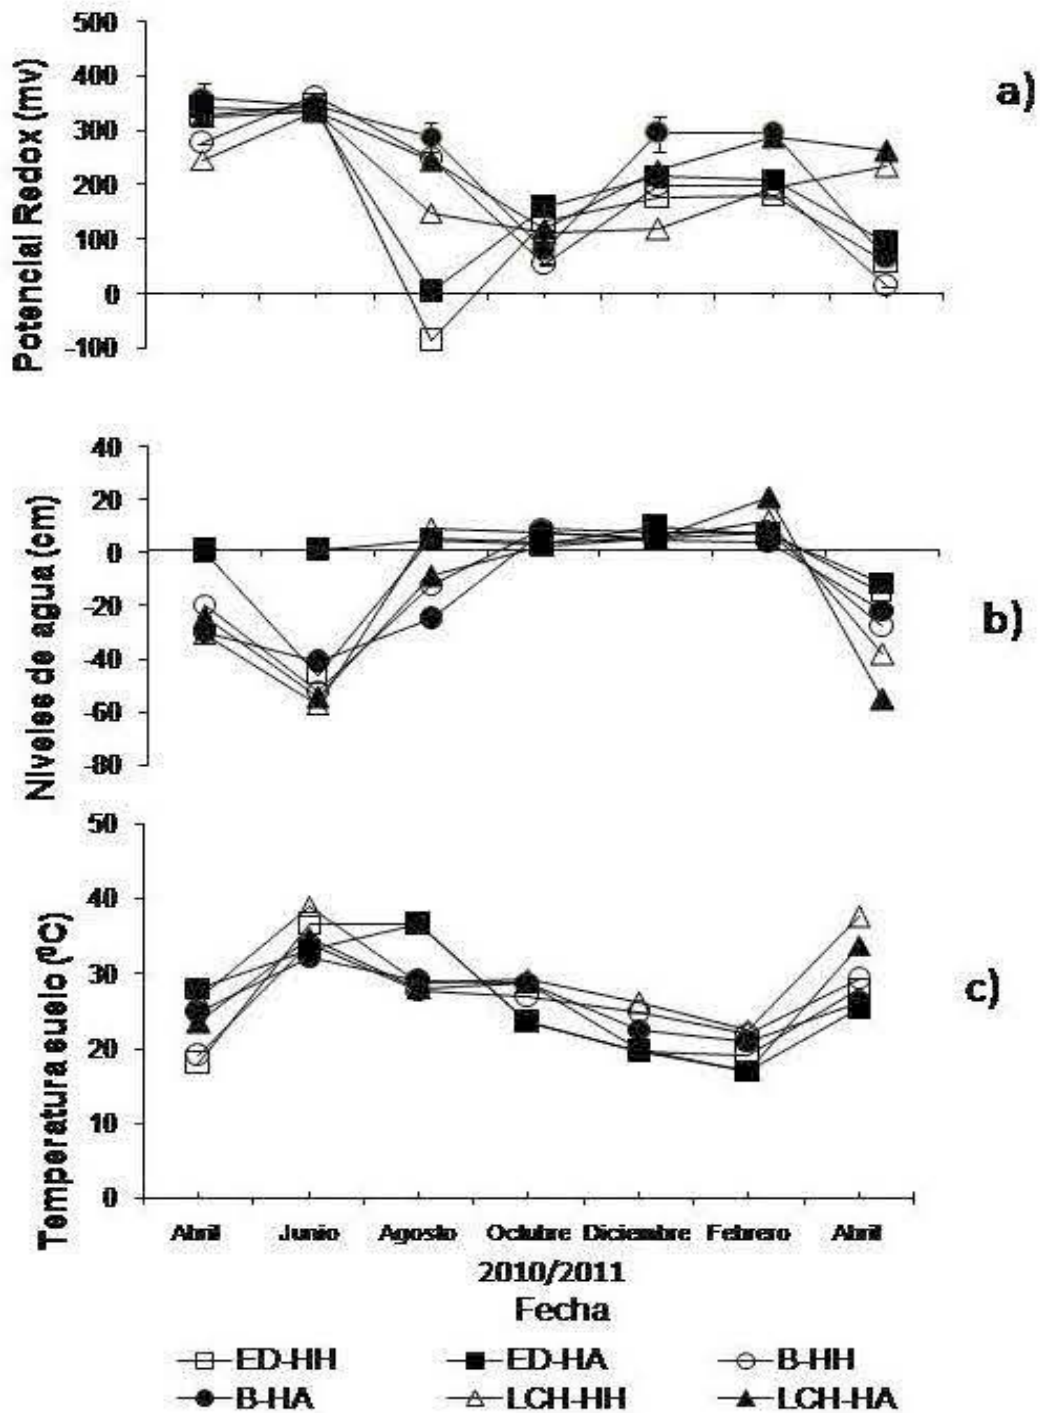 500
400
300
200
100
0
-100
Potencial Redox (mv)
a)
40
20
0
-20
-40
-60
-80
Niveles de agua (cm)
b)
50
40
30
20
10
0
Temperatura suelo (ºC)
c)
Abril Junio Agosto Octubre Diciembre Febrero Abril
2010/2011
Fecha
ED-HH ED-HA B-HH
B-HA LCH-HH LCH-HA